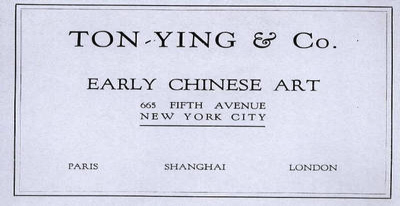 TON-YING & Co.
EARLY CHINESE ART
665 FIFTH AVENUE
NEW YORK CITY
PARIS SHANGHAI LONDON